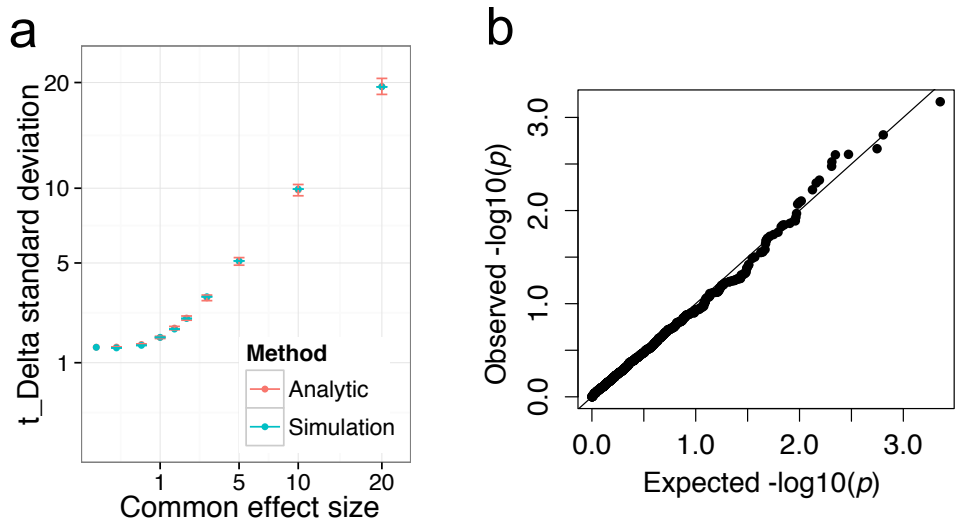 a
t_Delta standard deviation
20
10
5
1
Method
Analytic
Simulation
1 5 10 20
Common effect size
b
Observed -log10(p)
3.0
2.0
1.0
0.0
0.0 1.0 2.0 3.0
Expected -log10(p)